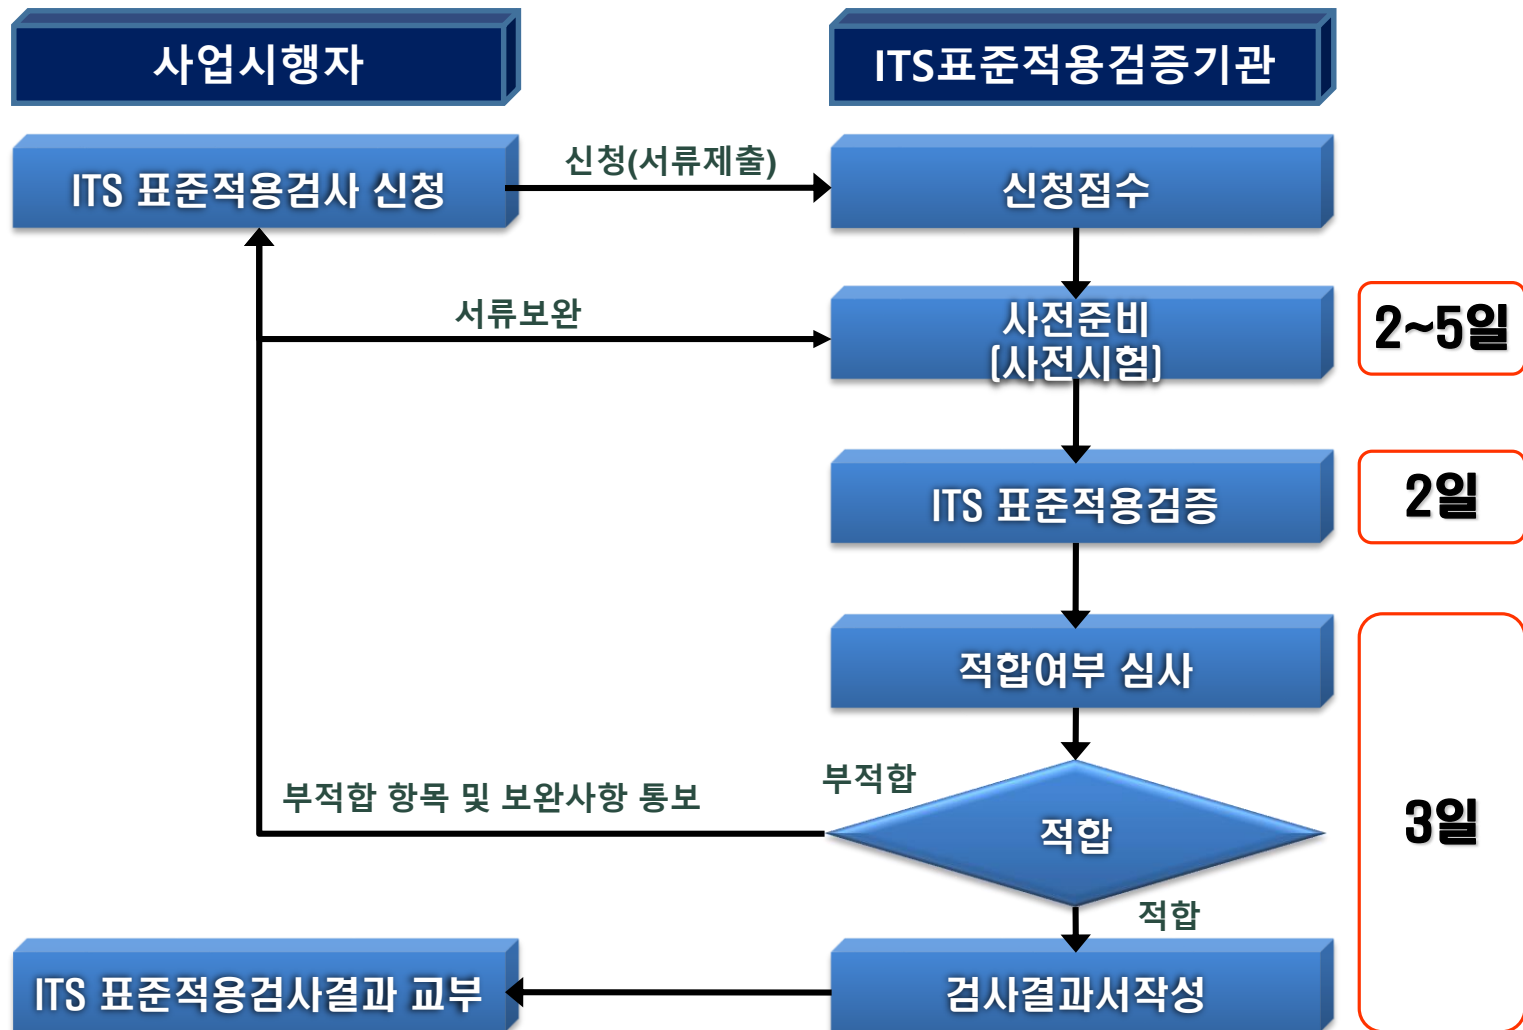 사업시행자
ITS표준적용검증기관
ITS 표준적용검사 신청
신청(서류제출)
신청접수
서류보완
사전준비
(사전시험)
2~5일
ITS 표준적용검증
2일
적합여부 심사
부적합 항목 및 보완사항 통보
부적합
적합
3일
적합
ITS 표준적용검사결과 교부
검사결과서작성